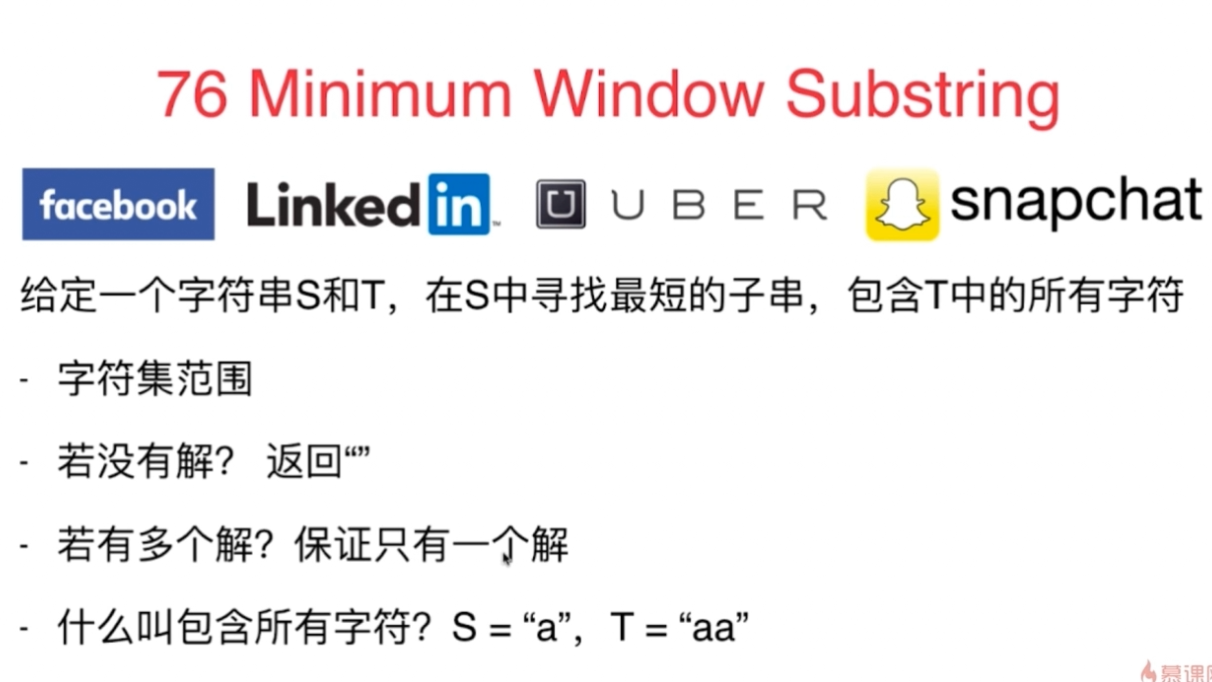 76 Minimum Window Substring
facebook LinkedIn™ UBER snapchat
给定一个字符串S和T，在S中寻找最短的子串，包含T中的所有字符
- 字符集范围
- 若没有解？ 返回“”
- 若有多个解？保证只有一个解
- 什么叫包含所有字符？S = “a”，T = “aa”
慕课